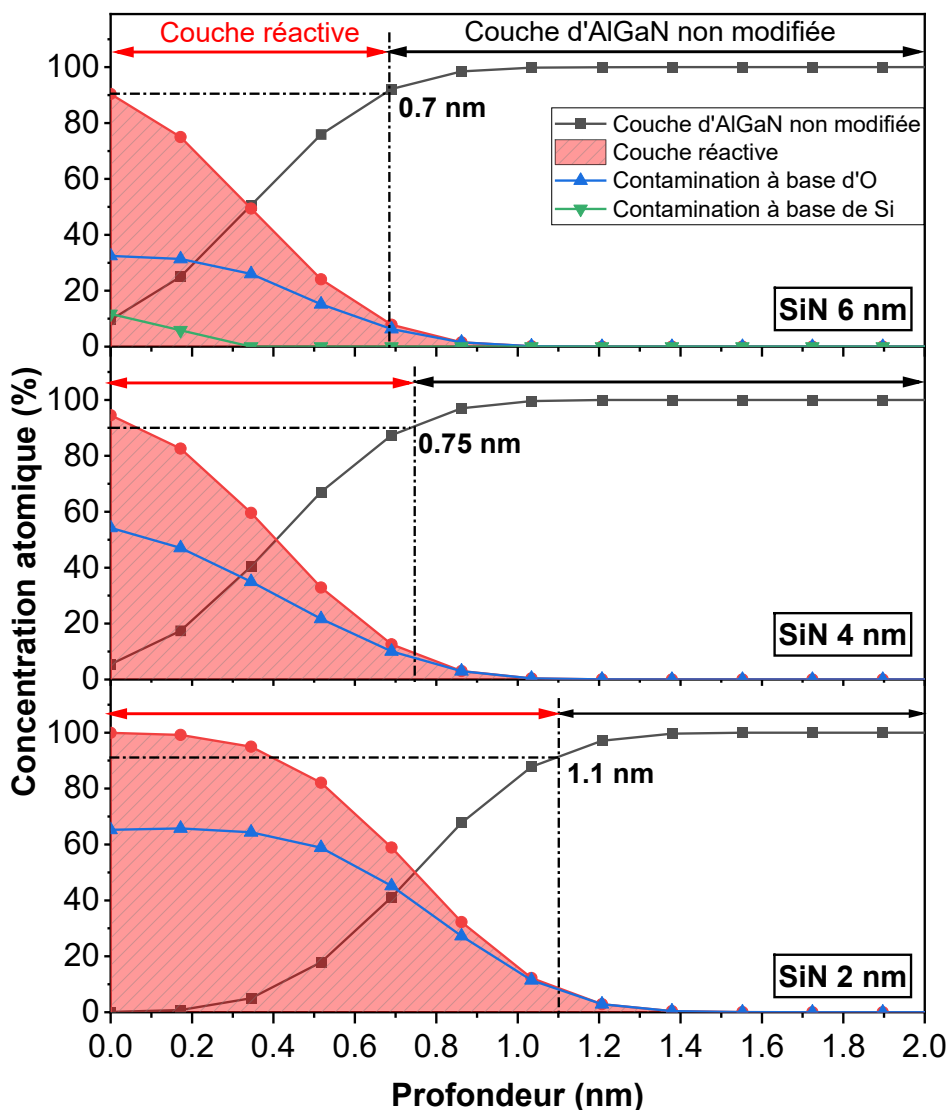 Couche réactive
Couche d'AlGaN non modifiée
100
80
60
40
20
0
0.7 nm
Couche d'AlGaN non modifiée
Couche réactive
Contamination à base d'O
Contamination à base de Si
SiN 6 nm
100
80
60
40
20
0
0.75 nm
SiN 4 nm
100
80
60
40
20
0
1.1 nm
SiN 2 nm
Concentration atomique (%)
0.0 0.2 0.4 0.6 0.8 1.0 1.2 1.4 1.6 1.8 2.0
Profondeur (nm)